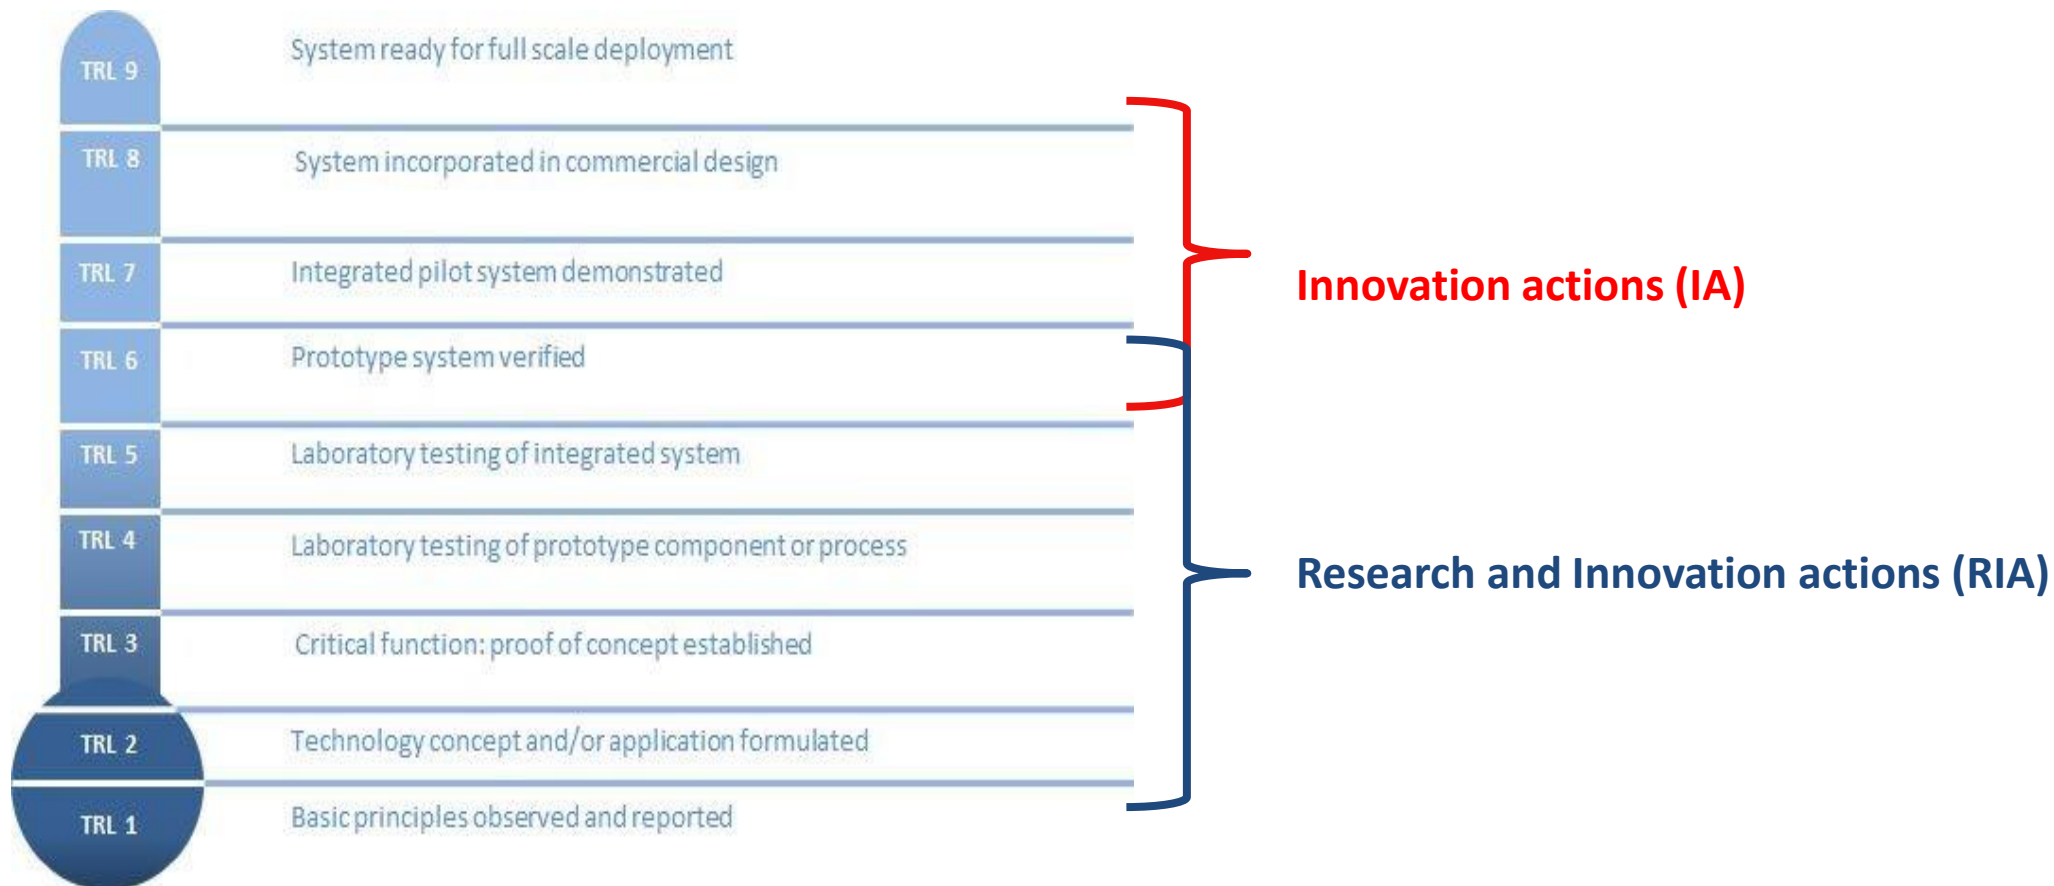 TRL 9 System ready for full scale deployment
TRL 8 System incorporated in commercial design
TRL 7 Integrated pilot system demonstrated
Innovation actions (IA)
TRL 6 Prototype system verified
TRL 5 Laboratory testing of integrated system
TRL 4 Laboratory testing of prototype component or process
Research and Innovation actions (RIA)
TRL 3 Critical function: proof of concept established
TRL 2 Technology concept and/or application formulated
TRL 1 Basic principles observed and reported